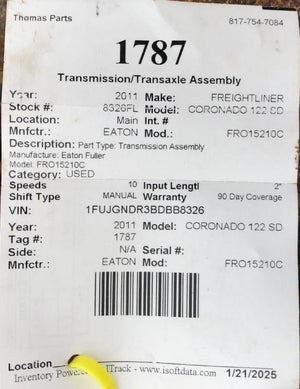 Thomas Parts 817-754-7084
1787
Transmission/Transaxle Assembly
Year: 2011 Make: FREIGHTLINER
Stock #: 8326FL Model: CORONADO 122 SD
Location: Main Int. #
Mnfctr.: EATON Mod.: FRO15210C
Description: Part Type: Transmission Assembly
Manufacture: Eaton Fuller
Model: FRO15210C
Category: USED
Speeds 10 Input Lengtl 2"
Shift Type MANUAL Warranty 90 Day Coverage
VIN: 1FUJGNDR3BDBB8326
Year: 2011 Model: CORONADO 122 SD
Tag #: 1787
Side: N/A Serial#:
Mnfctr.: EATON Mod: FRO15210C
Location
Inventory Powere UTrack - www.isoftdata.com 1/21/2025